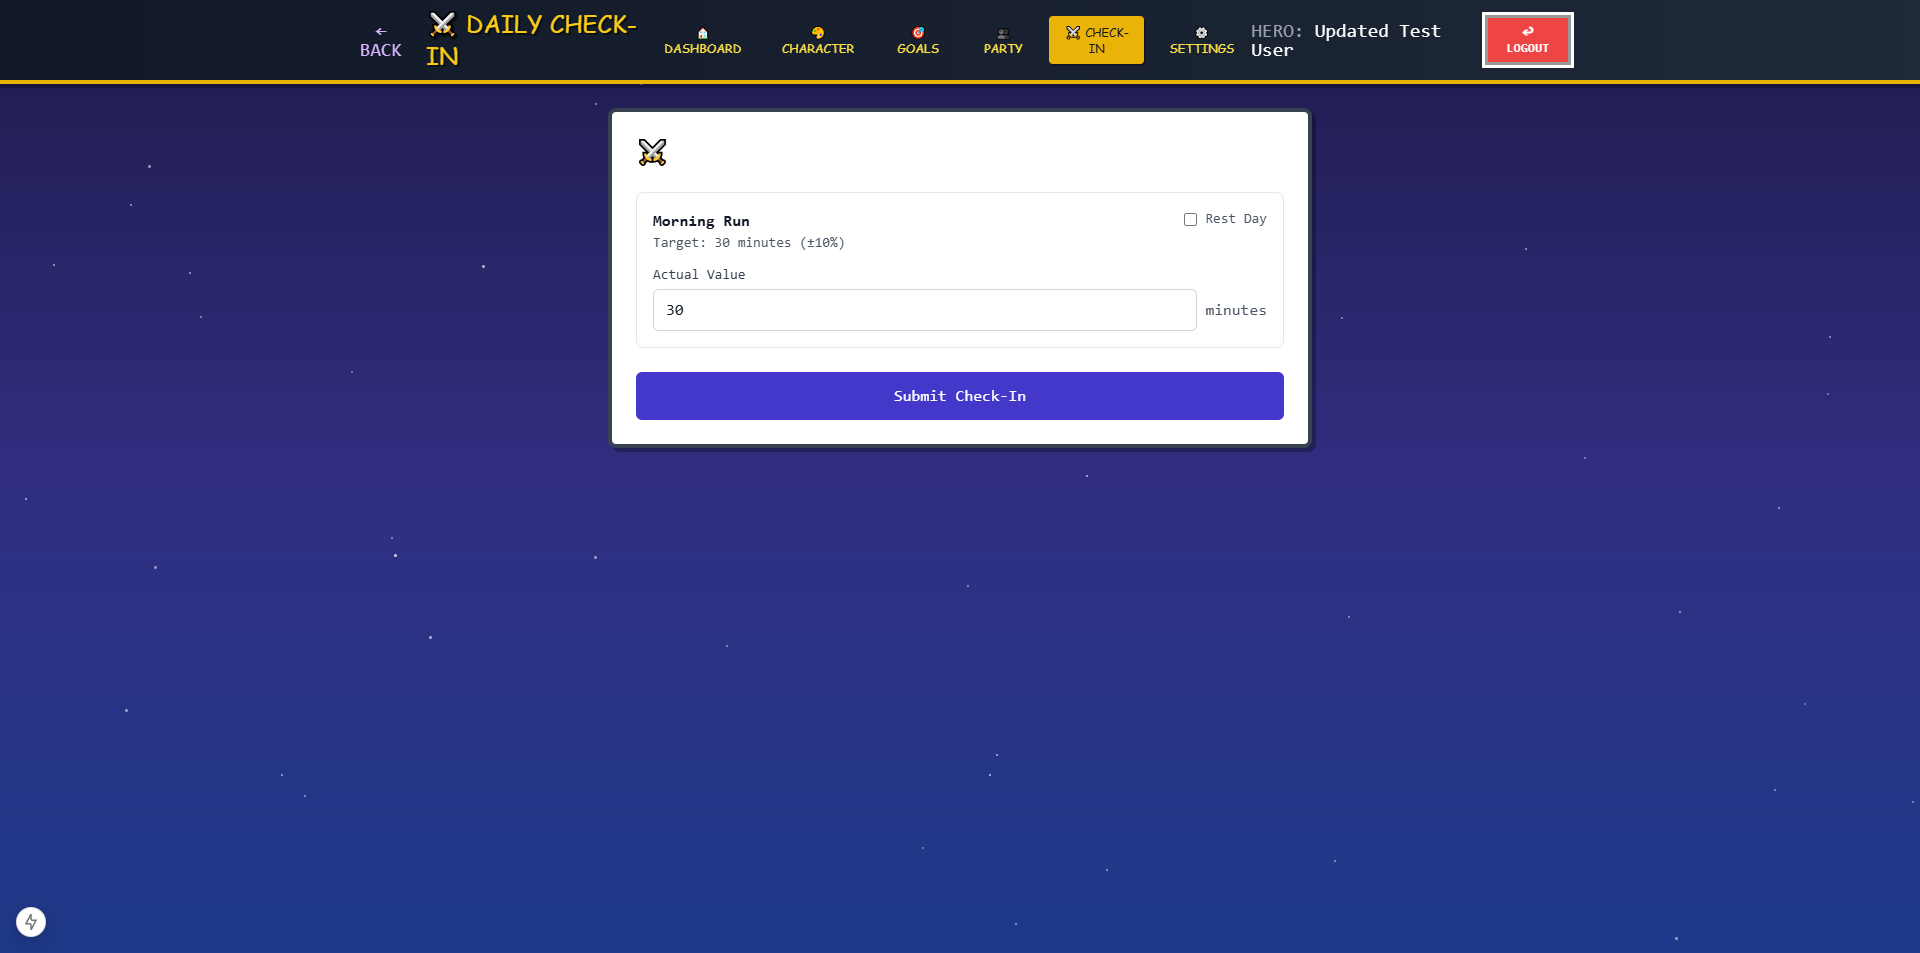 ← BACK
⚔️ DAILY CHECK-IN
🏠 DASHBOARD
🎨 CHARACTER
🎯 GOALS
👥 PARTY
⚔️ CHECK-IN
⚙️ SETTINGS
HERO: Updated Test User
↩ LOGOUT
⚔️
Morning Run
Rest Day
Target: 30 minutes (±10%)
Actual Value
30
minutes
Submit Check-In